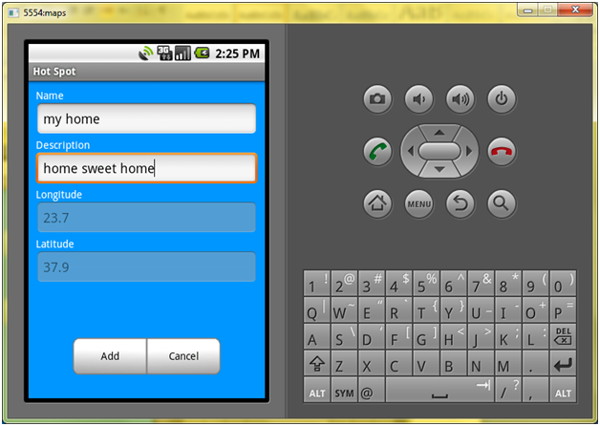 5554:maps
3G
2:25 PM
Hot Spot
Name
my home
Description
home sweet home
Longitude
23.7
Latitude
37.9
Add
Cancel
MENU
1 ! 2 @ 3 # 4 $ 5 % 6 ^ 7 & 8 * 9 ( 0 )
Q | W ~ E " R ` T { Y } U _ I - O + P =
A S \ D ' F [ G ] H < J > K ; L : DEL
Z X C V B N M .
ALT SYM @ / ? , ALT